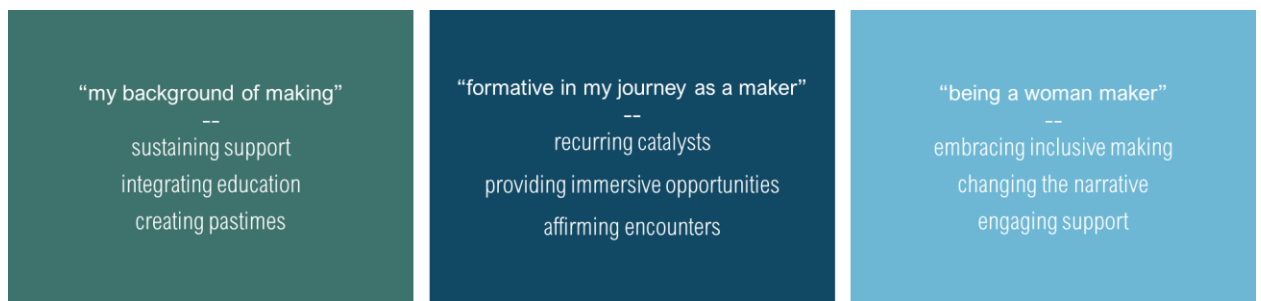 “my background of making”
--
sustaining support
integrating education
creating pastimes
“formative in my journey as a maker”
--
recurring catalysts
providing immersive opportunities
affirming encounters
“being a woman maker”
--
embracing inclusive making
changing the narrative
engaging support